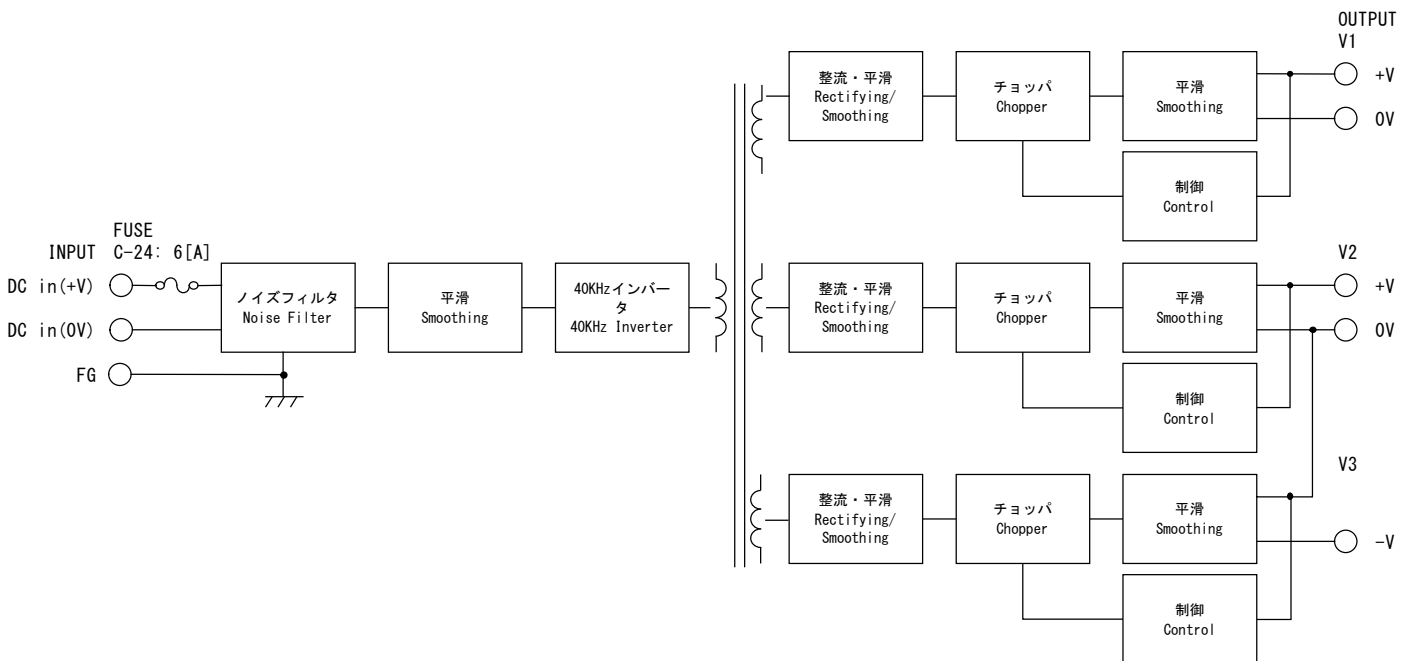 OUTPUT
V1
+V
0V
整流・平滑
Rectifying/
Smoothing
チョッパ
Chopper
平滑
Smoothing
制御
Control
FUSE
INPUT C-24: 6[A]
DC in(+V)
DC in(0V)
FG
ノイズフィルタ
Noise Filter
平滑
Smoothing
40KHzインバー
タ
40KHz Inverter
V2
+V
0V
整流・平滑
Rectifying/
Smoothing
チョッパ
Chopper
平滑
Smoothing
制御
Control
V3
-V
整流・平滑
Rectifying/
Smoothing
チョッパ
Chopper
平滑
Smoothing
制御
Control